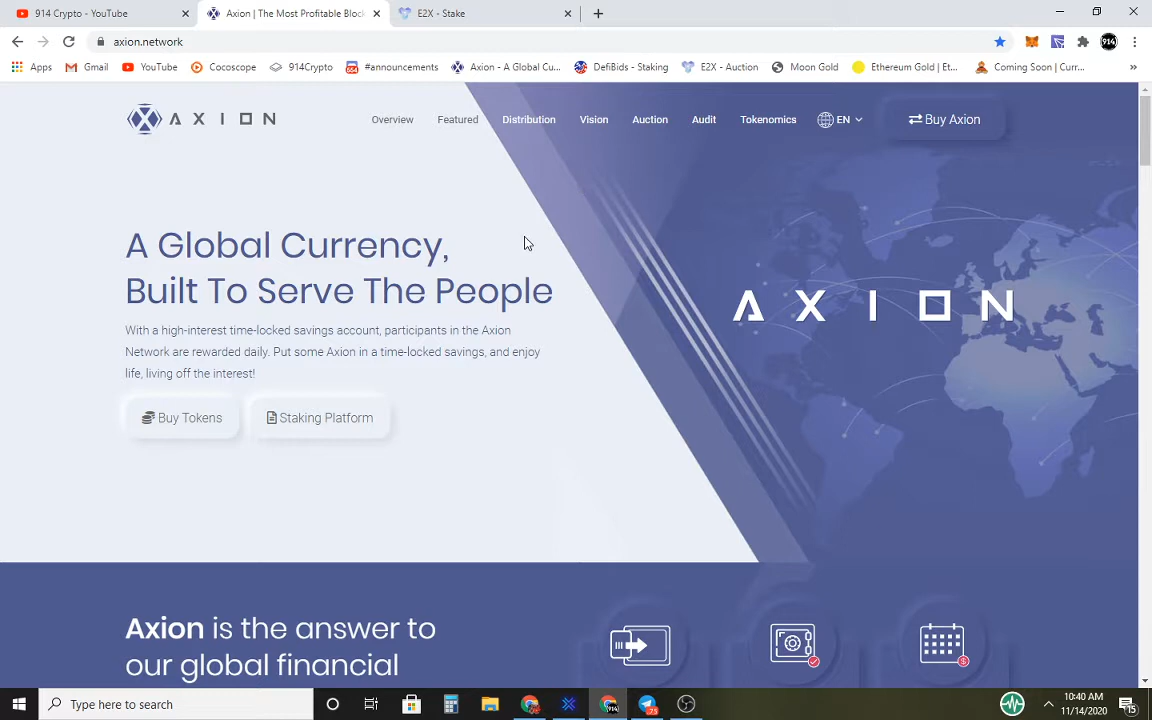 914 Crypto - YouTube
Axion | The Most Profitable Bloc
E2X - Stake
axion.network
914
Apps
Gmail
YouTube
Cocoscope
914Crypto
#announcements
Axion - A Global Cu...
DefiBids - Staking
E2X - Auction
Moon Gold
Ethereum Gold | Et...
Coming Soon | Curr...
AXION
Overview
Featured
Distribution
Vision
Auction
Audit
Tokenomics
EN
Buy Axion
A Global Currency,
Built To Serve The People
With a high-interest time-locked savings account, participants in the Axion
Network are rewarded daily. Put some Axion in a time-locked savings, and enjoy
life, living off the interest!
Buy Tokens
Staking Platform
AXION
Axion is the answer to
our global financial
Type here to search
914
10:40 AM
11/14/2020
15